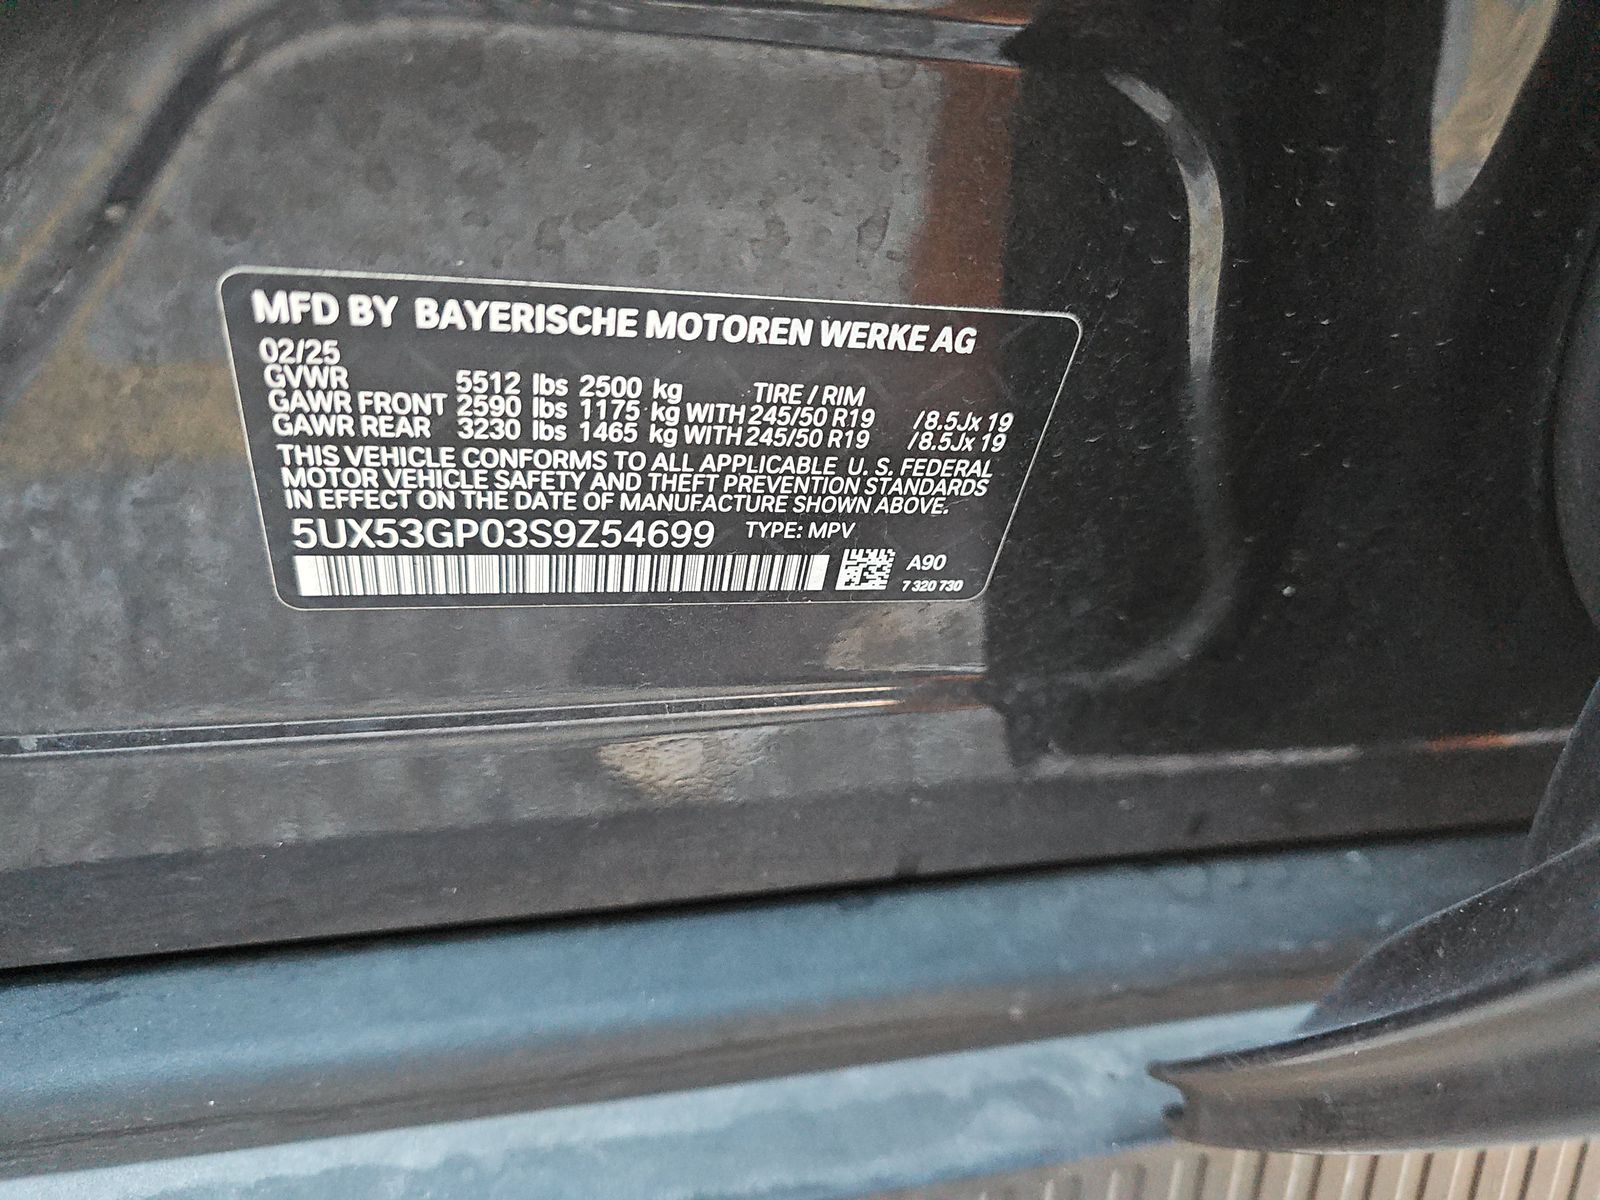 MFD BY BAYERISCHE MOTOREN WERKE AG
02/25
GVWR 5512 lbs 2500 kg TIRE / RIM
GAWR FRONT 2590 lbs 1175 kg WITH 245/50 R19 /8.5Jx 19
GAWR REAR 3230 lbs 1465 kg WITH 245/50 R19 /8.5Jx 19
THIS VEHICLE CONFORMS TO ALL APPLICABLE U. S. FEDERAL
MOTOR VEHICLE SAFETY AND THEFT PREVENTION STANDARDS
IN EFFECT ON THE DATE OF MANUFACTURE SHOWN ABOVE.
5UX53GP03S9Z54699 TYPE: MPV
A90
7 320 730